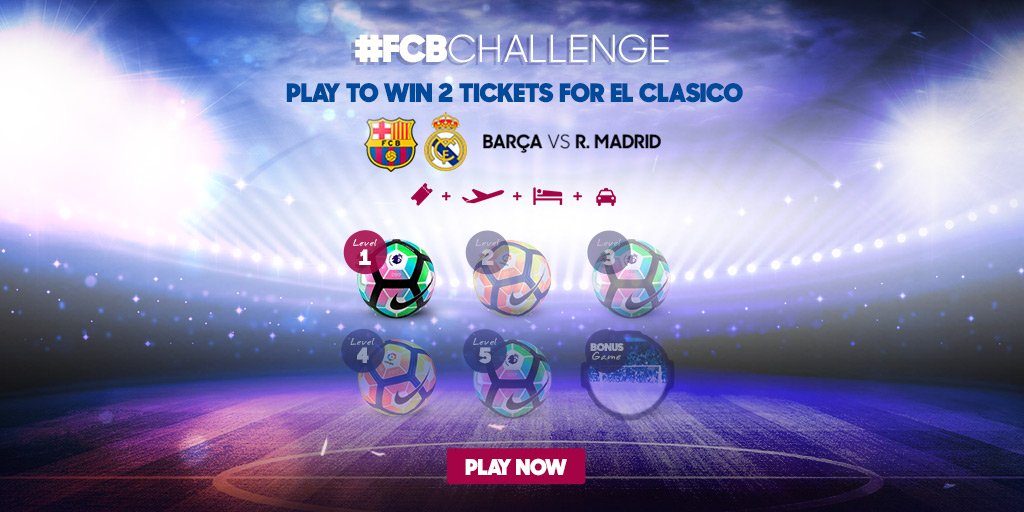 #FCBCHALLENGE
PLAY TO WIN 2 TICKETS FOR EL CLASICO
FCB
BARÇA VS R. MADRID
+ + +
Level
1
Level
2
Level
3
Level
4
Level
5
BONUS
Game
PLAY NOW